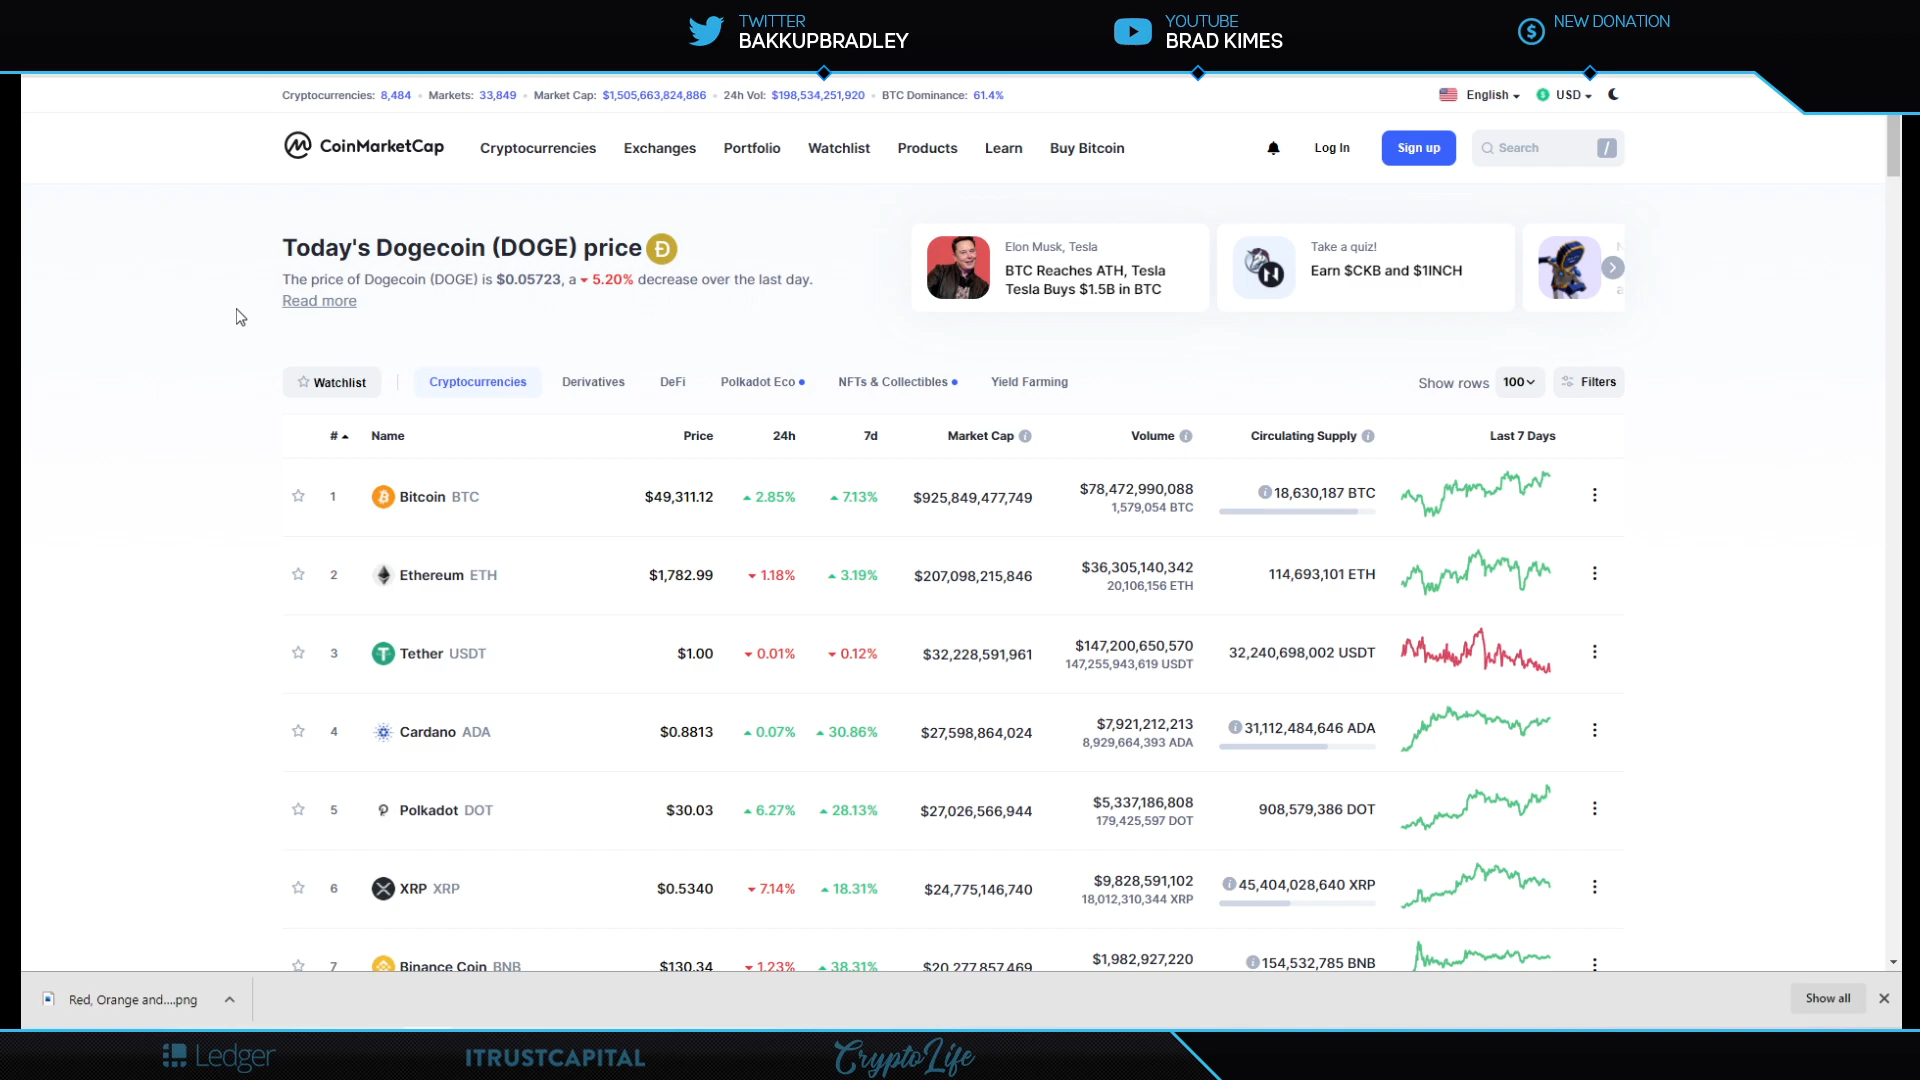 TWITTER
BAKKUPBRADLEY
YOUTUBE
BRAD KIMES
NEW DONATION
Cryptocurrencies: 8,484 • Markets: 33,849 • Market Cap: $1,505,663,824,886 • 24h Vol: $198,534,251,920 • BTC Dominance: 61.4%
English
USD
CoinMarketCap
Cryptocurrencies Exchanges Portfolio Watchlist Products Learn Buy Bitcoin
Log In
Sign up
Search /
Today's Dogecoin (DOGE) price
The price of Dogecoin (DOGE) is $0.05723, a 5.20% decrease over the last day.
Read more
Elon Musk, Tesla
BTC Reaches ATH, Tesla
Tesla Buys $1.5B in BTC
Take a quiz!
Earn $CKB and $1INCH
Watchlist
Cryptocurrencies Derivatives DeFi Polkadot Eco • NFTs & Collectibles • Yield Farming
Show rows 100 Filters
# Name Price 24h 7d Market Cap Volume Circulating Supply Last 7 Days
1 Bitcoin BTC $49,311.12 2.85% 7.13% $925,849,477,749 $78,472,990,088 18,630,187 BTC
1,579,054 BTC
2 Ethereum ETH $1,782.99 1.18% 3.19% $207,098,215,846 $36,305,140,342 114,693,101 ETH
20,106,156 ETH
3 Tether USDT $1.00 0.01% 0.12% $32,228,591,961 $147,200,650,570 32,240,698,002 USDT
147,255,943,619 USDT
4 Cardano ADA $0.8813 0.07% 30.86% $27,598,864,024 $7,921,212,213 31,112,484,646 ADA
8,929,664,393 ADA
5 Polkadot DOT $30.03 6.27% 28.13% $27,026,566,944 $5,337,186,808 908,579,386 DOT
179,425,597 DOT
6 XRP XRP $0.5340 7.14% 18.31% $24,775,146,740 $9,828,591,102 45,404,028,640 XRP
18,012,310,344 XRP
7 Binance Coin BNB $130.34 1.23% 38.31% $20,277,857,469 $1,982,927,220 154,532,785 BNB
Red, Orange and....png
Show all
Ledger
ITRUSTCAPITAL
CryptoLife